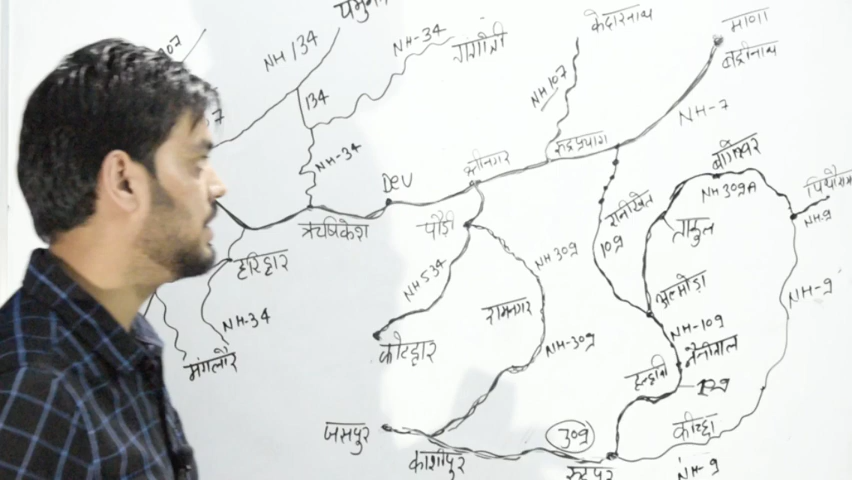 NH 134
NH-34
गंगोत्री
केदारनाथ
माणा
बद्रीनाथ
134
NH 107
NH-7
NH-34
Dev
श्रीनगर
रुद्रप्रयाग
बागेश्वर
NH 309A
NH-9
ऋषिकेश
पौडी
रानीखेत
109
ताकुल
हरिद्वार
NH 534
NH 309
रामनगर
अल्मोड़ा
NH-9
NH-34
मंगलौर
कोटद्वार
NH-309
NH-109
नैनीताल
हल्द्वानी
जसपुर
काशीपुर
309
रुद्रपुर
किच्छा
NH-9